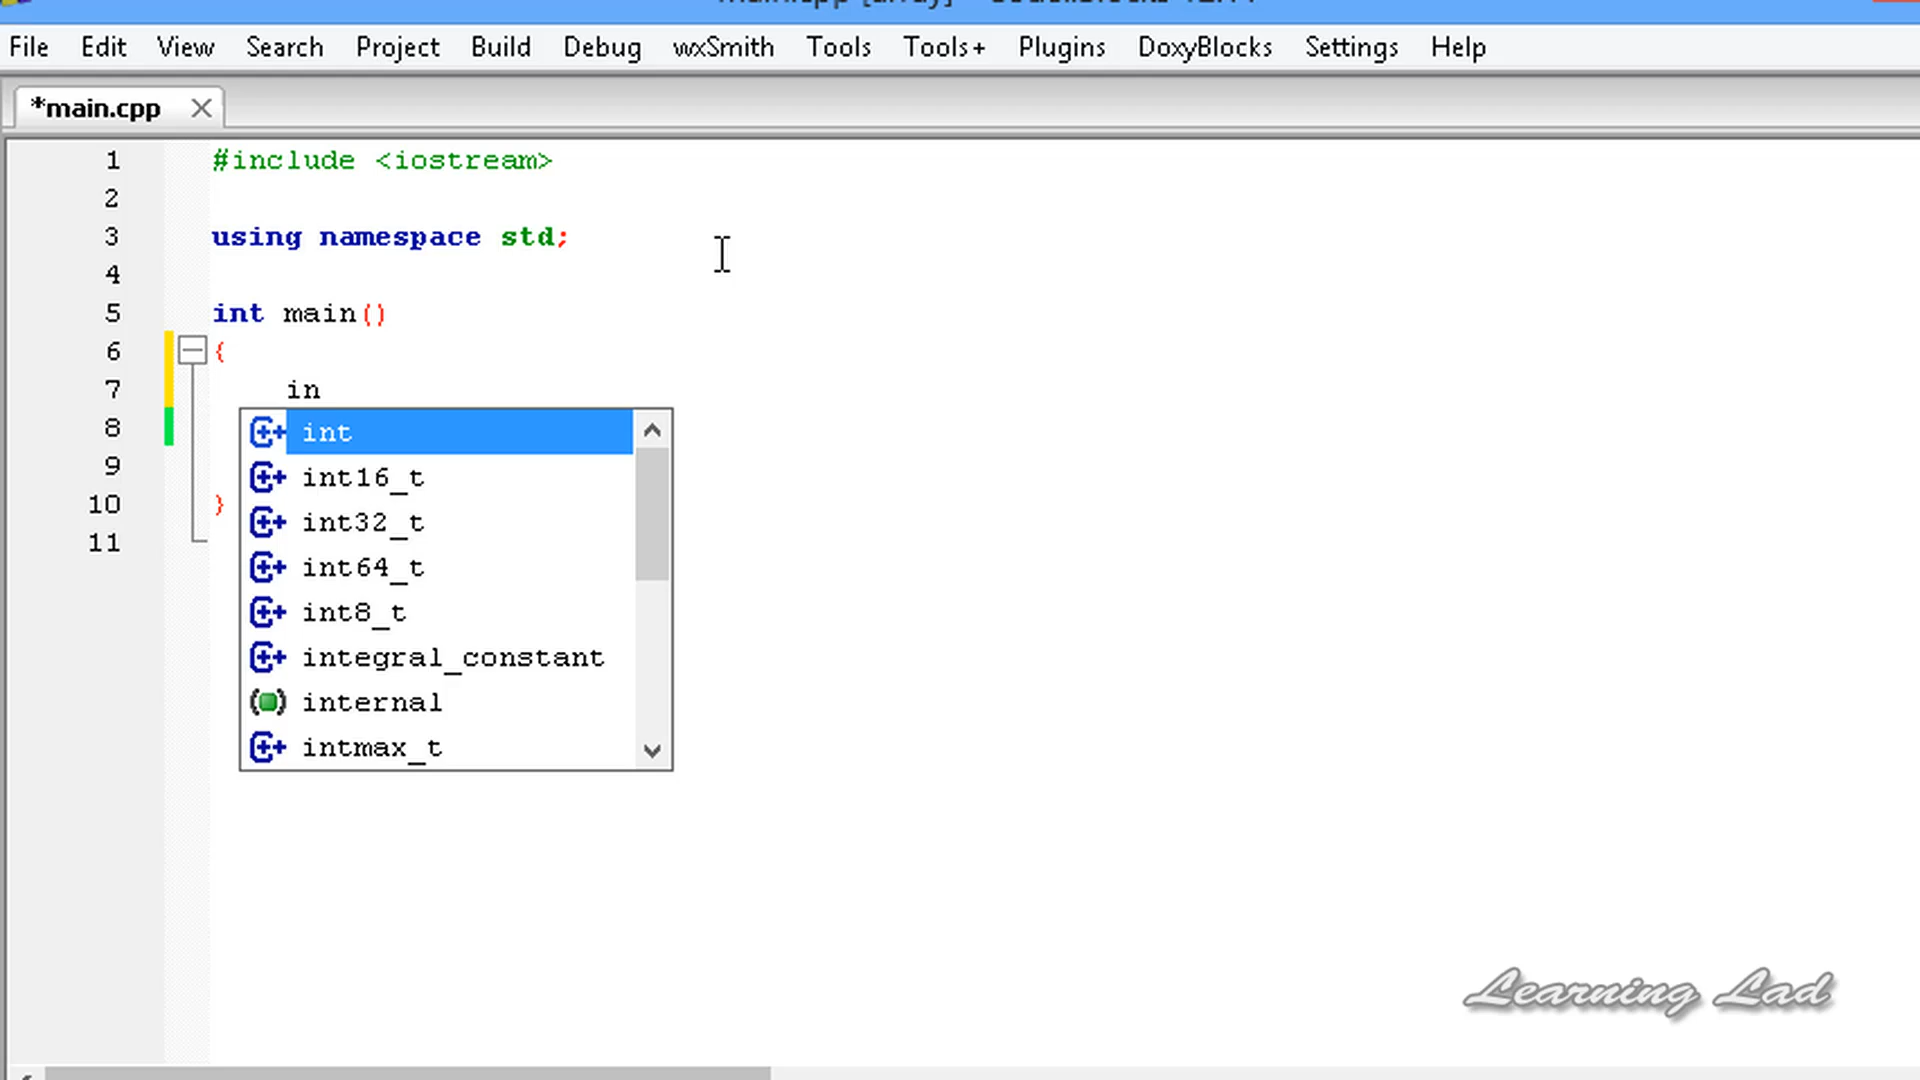 File Edit View Search Project Build Debug wxSmith Tools Tools+ Plugins DoxyBlocks Settings Help
*main.cpp
1 #include <iostream>
2
3 using namespace std;
4
5 int main()
6 {
7 in
8
9
10 }
11
int
int16_t
int32_t
int64_t
int8_t
integral_constant
internal
intmax_t
Learning Lad